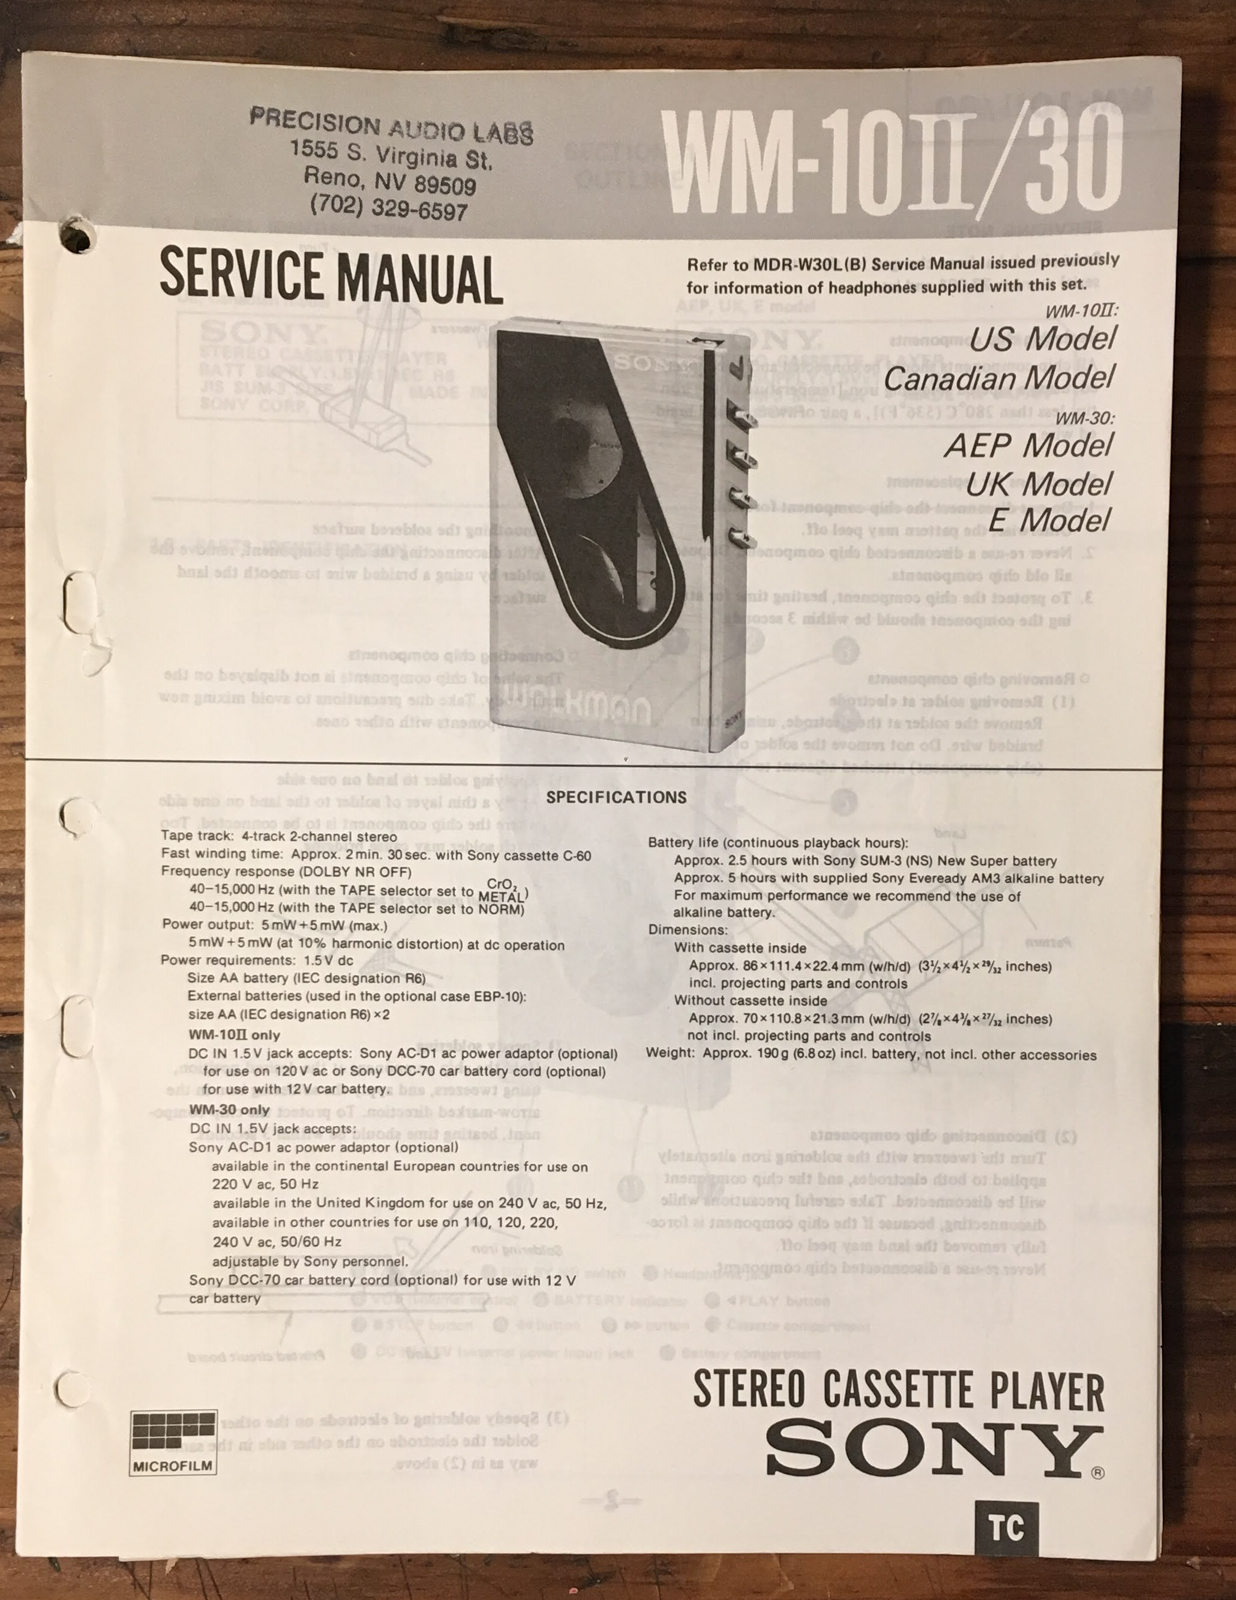 PRECISION AUDIO LABS
1555 S. Virginia St.
Reno, NV 89509
(702) 329-6597
WM-10II/30
SERVICE MANUAL
Refer to MDR-W30L(B) Service Manual issued previously
for information of headphones supplied with this set.
WM-10II:
US Model
Canadian Model
WM-30:
AEP Model
UK Model
E Model
SONY
WALKMAN
SONY
SPECIFICATIONS
Tape track: 4-track 2-channel stereo
Fast winding time: Approx. 2 min. 30 sec. with Sony cassette C-60
Frequency response (DOLBY NR OFF)
40–15,000 Hz (with the TAPE selector set to CrO₂ METAL)
40–15,000 Hz (with the TAPE selector set to NORM)
Power output: 5 mW + 5 mW (max.)
5 mW + 5 mW (at 10% harmonic distortion) at dc operation
Power requirements: 1.5 V dc
Size AA battery (IEC designation R6)
External batteries (used in the optional case EBP-10):
size AA (IEC designation R6) ×2
WM-10II only
DC IN 1.5 V jack accepts: Sony AC-D1 ac power adaptor (optional)
for use on 120 V ac or Sony DCC-70 car battery cord (optional)
for use with 12 V car battery.
WM-30 only
DC IN 1.5V jack accepts:
Sony AC-D1 ac power adaptor (optional)
available in the continental European countries for use on
220 V ac, 50 Hz
available in the United Kingdom for use on 240 V ac, 50 Hz,
available in other countries for use on 110, 120, 220,
240 V ac, 50/60 Hz
adjustable by Sony personnel.
Sony DCC-70 car battery cord (optional) for use with 12 V
car battery
Battery life (continuous playback hours):
Approx. 2.5 hours with Sony SUM-3 (NS) New Super battery
Approx. 5 hours with supplied Sony Eveready AM3 alkaline battery
For maximum performance we recommend the use of
alkaline battery.
Dimensions:
With cassette inside
Approx. 86 × 111.4 × 22.4 mm (w/h/d) (3½ × 4½ × 29/32 inches)
incl. projecting parts and controls
Without cassette inside
Approx. 70 × 110.8 × 21.3 mm (w/h/d) (2⅞ × 4⅜ × 27/32 inches)
not incl. projecting parts and controls
Weight: Approx. 190 g (6.8 oz) incl. battery, not incl. other accessories
STEREO CASSETTE PLAYER
SONY®
MICROFILM
TC